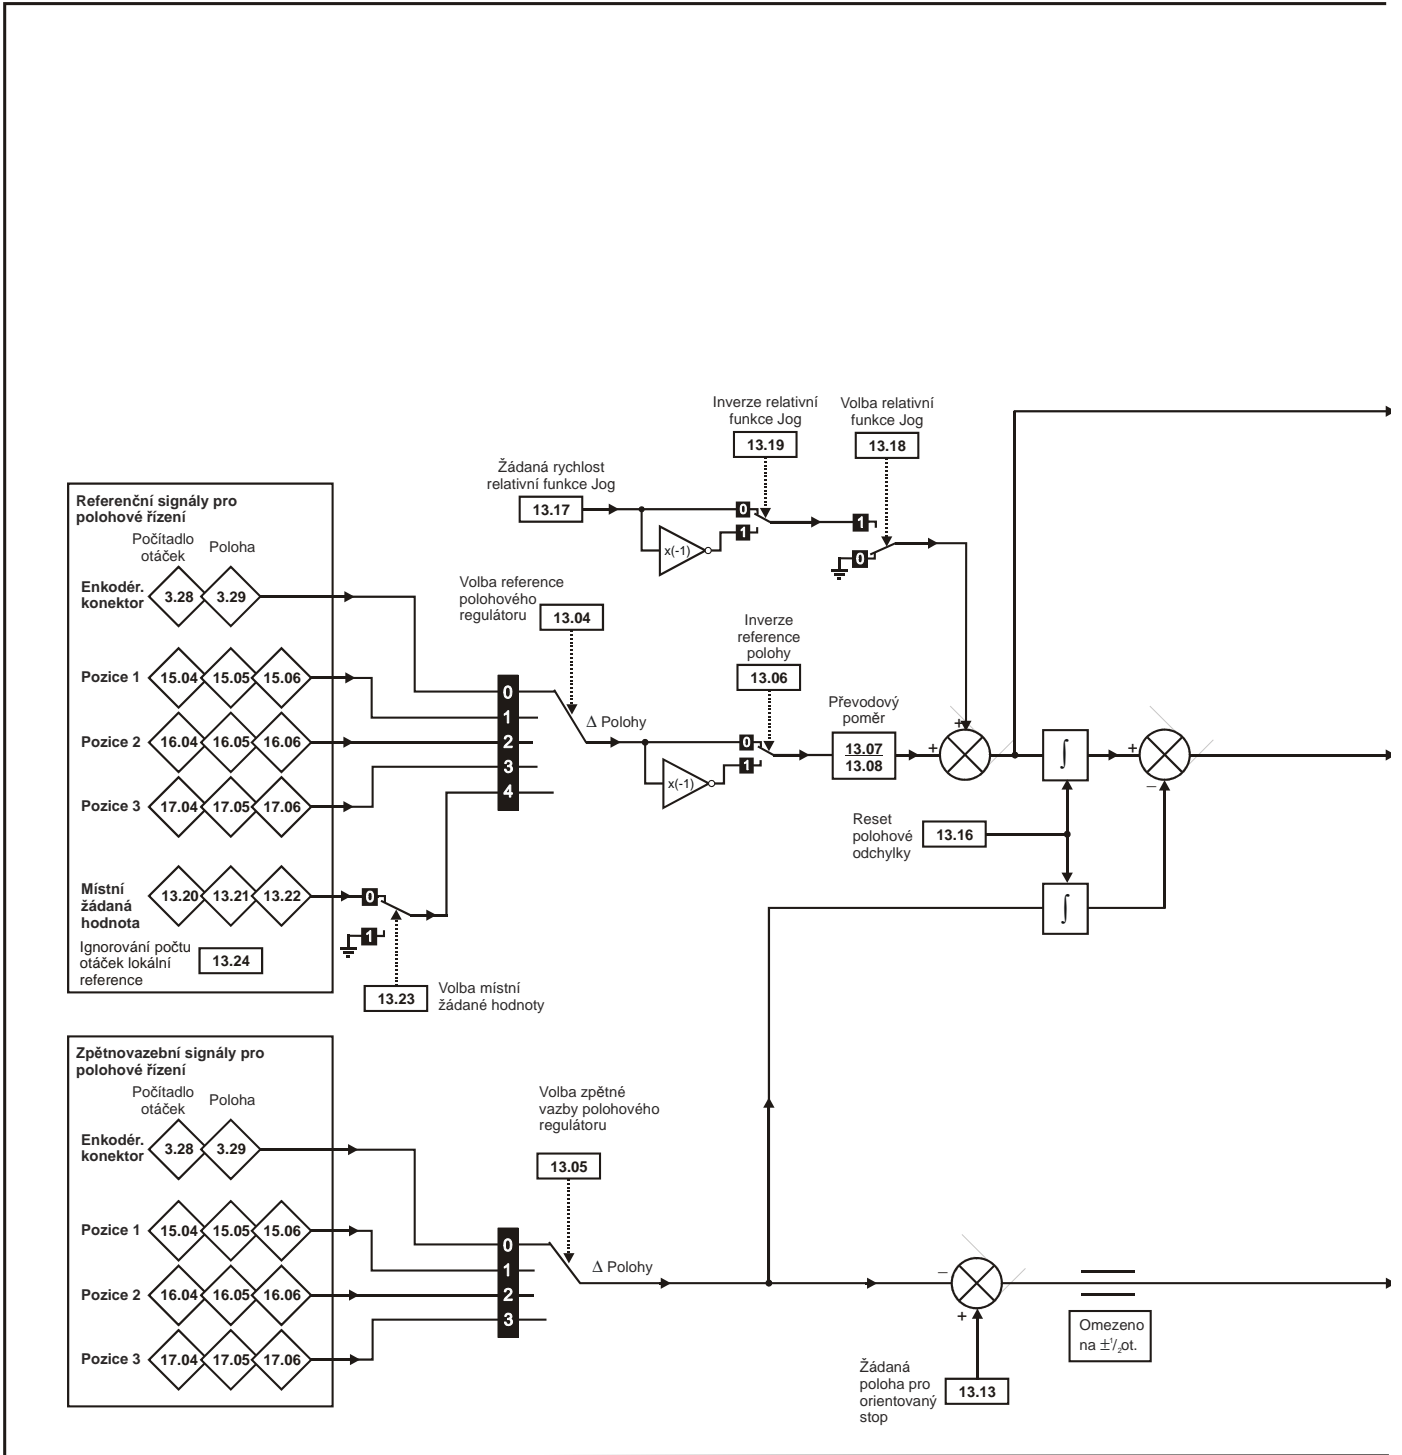 Inverze relativní
funkce Jog
13.19
Volba relativní
funkce Jog
13.18
Žádaná rychlost
relativní funkce Jog
13.17
0
1
x(-1)
1
0
Referenční signály pro
polohové řízení
Počítadlo
otáček
Poloha
Enkodér.
konektor
3.28
3.29
Pozice 1
15.04
15.05
15.06
Pozice 2
16.04
16.05
16.06
Pozice 3
17.04
17.05
17.06
Místní
žádaná
hodnota
13.20
13.21
13.22
Ignorování počtu
otáček lokální
reference
13.24
0
1
13.23
Volba místní
žádané hodnoty
Volba reference
polohového
regulátoru
13.04
0
1
2
3
4
Δ Polohy
Inverze
reference
polohy
13.06
0
1
x(-1)
Převodový
poměr
13.07
13.08
+
+
∫
+
−
Reset
polohové
odchylky
13.16
∫
Zpětnovazební signály pro
polohové řízení
Počítadlo
otáček
Poloha
Enkodér.
konektor
3.28
3.29
Pozice 1
15.04
15.05
15.06
Pozice 2
16.04
16.05
16.06
Pozice 3
17.04
17.05
17.06
Volba zpětné
vazby polohového
regulátoru
13.05
0
1
2
3
Δ Polohy
−
+
Omezeno
na ±1/2ot.
Žádaná
poloha pro
orientovaný
stop
13.13